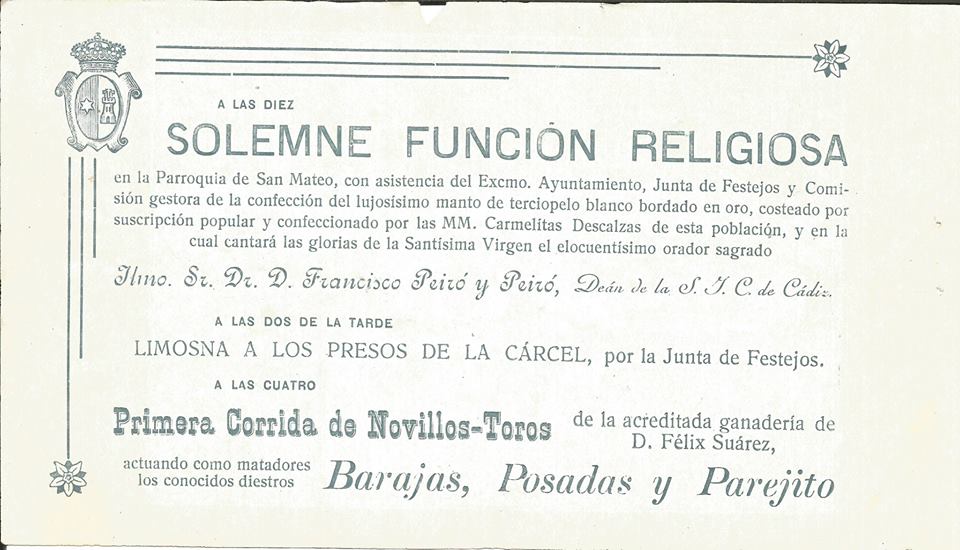 A LAS DIEZ
SOLEMNE FUNCIÓN RELIGIOSA
en la Parroquia de San Mateo, con asistencia del Excmo. Ayuntamiento, Junta de Festejos y Comi-
sión gestora de la confección del lujosísimo manto de terciopelo blanco bordado en oro, costeado por
suscripción popular y confeccionado por las MM. Carmelitas Descalzas de esta población, y en la
cual cantará las glorias de la Santísima Virgen el elocuentísimo orador sagrado
Ilmo. Sr. Dr. D. Francisco Peiró y Peiró, Deán de la S. I. C. de Cádiz.
A LAS DOS DE LA TARDE
LIMOSNA A LOS PRESOS DE LA CÁRCEL, por la Junta de Festejos.
A LAS CUATRO
Primera Corrida de Novillos-Toros de la acreditada ganadería de
D. Félix Suárez,
actuando como matadores
los conocidos diestros Barajas, Posadas y Parejito